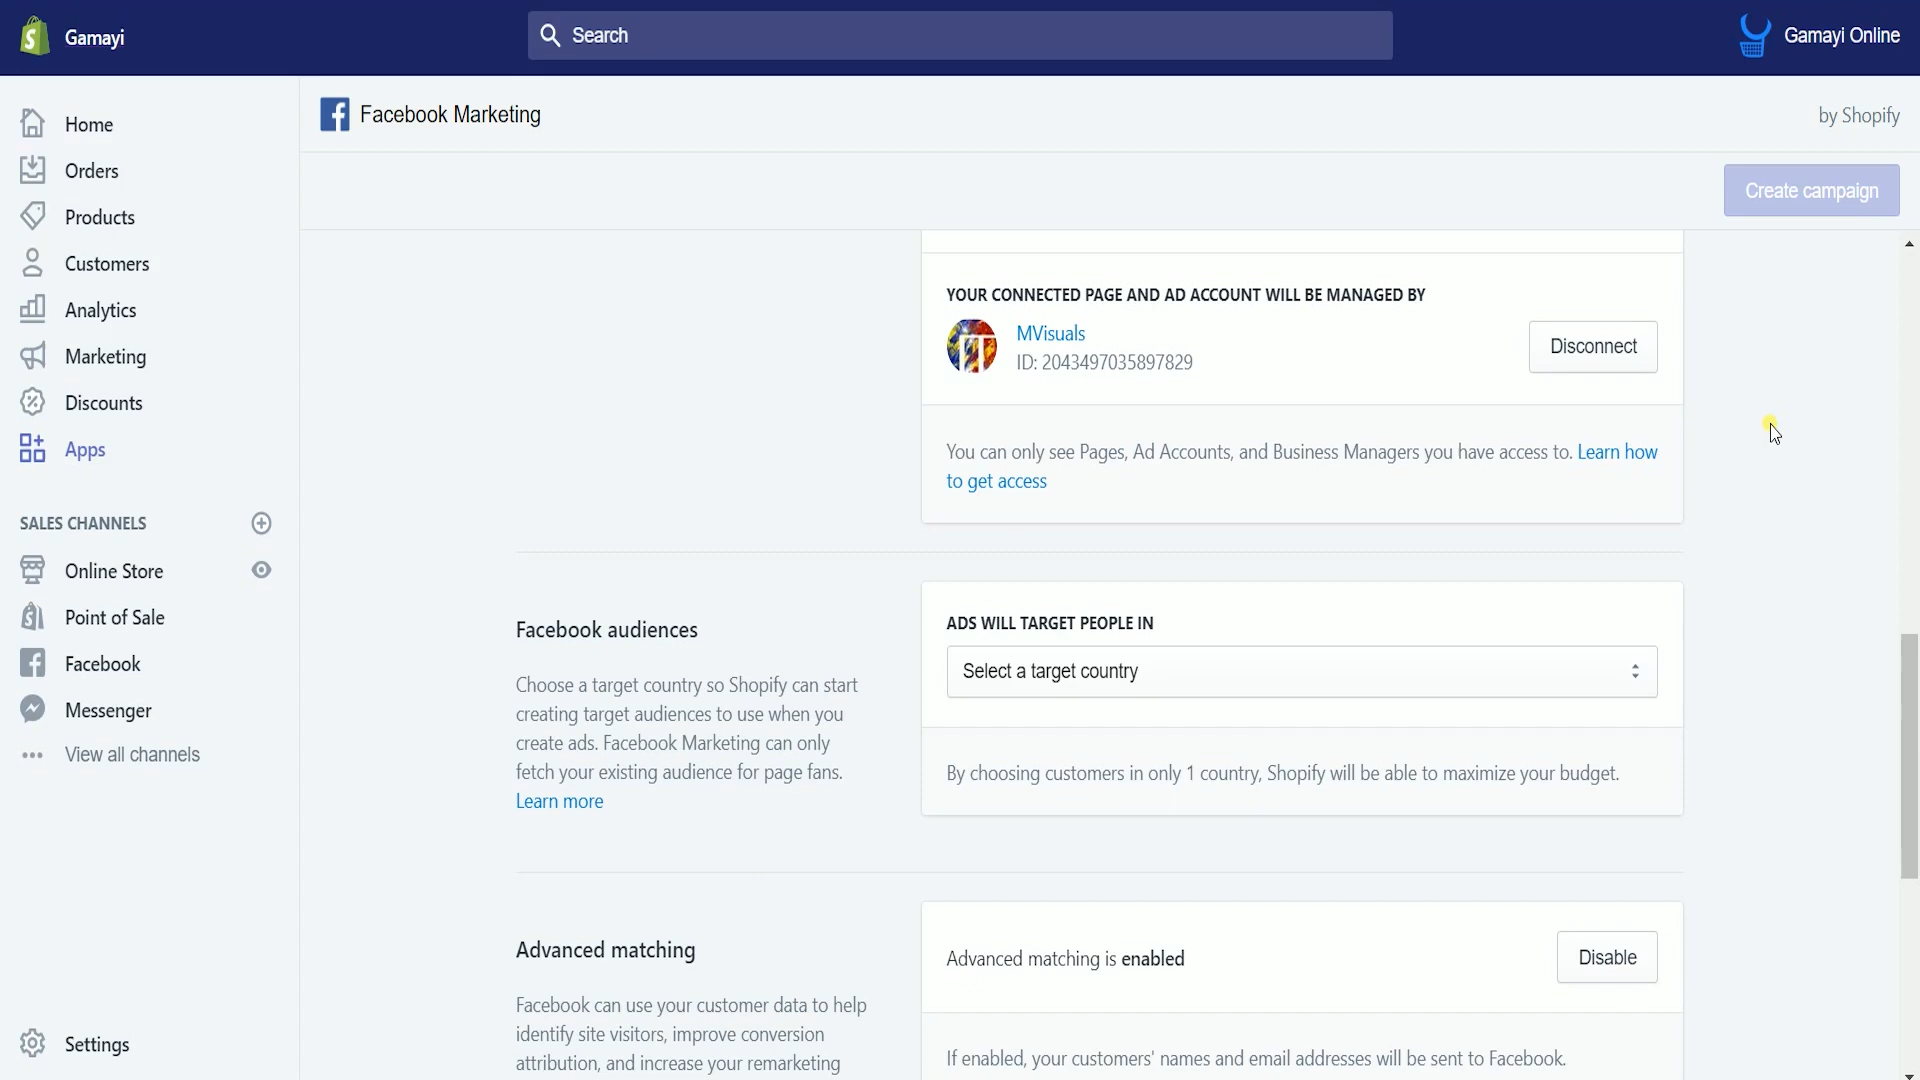 Gamayi
Search
Gamayi Online
Home
Orders
Products
Customers
Analytics
Marketing
Discounts
Apps
SALES CHANNELS
Online Store
Point of Sale
Facebook
Messenger
View all channels
Settings
Facebook Marketing
by Shopify
Create campaign
YOUR CONNECTED PAGE AND AD ACCOUNT WILL BE MANAGED BY
MVisuals
ID: 2043497035897829
Disconnect
You can only see Pages, Ad Accounts, and Business Managers you have access to. Learn how
to get access
Facebook audiences
Choose a target country so Shopify can start
creating target audiences to use when you
create ads. Facebook Marketing can only
fetch your existing audience for page fans.
Learn more
ADS WILL TARGET PEOPLE IN
Select a target country
By choosing customers in only 1 country, Shopify will be able to maximize your budget.
Advanced matching
Facebook can use your customer data to help
identify site visitors, improve conversion
attribution, and increase your remarketing
Advanced matching is enabled
Disable
If enabled, your customers' names and email addresses will be sent to Facebook.